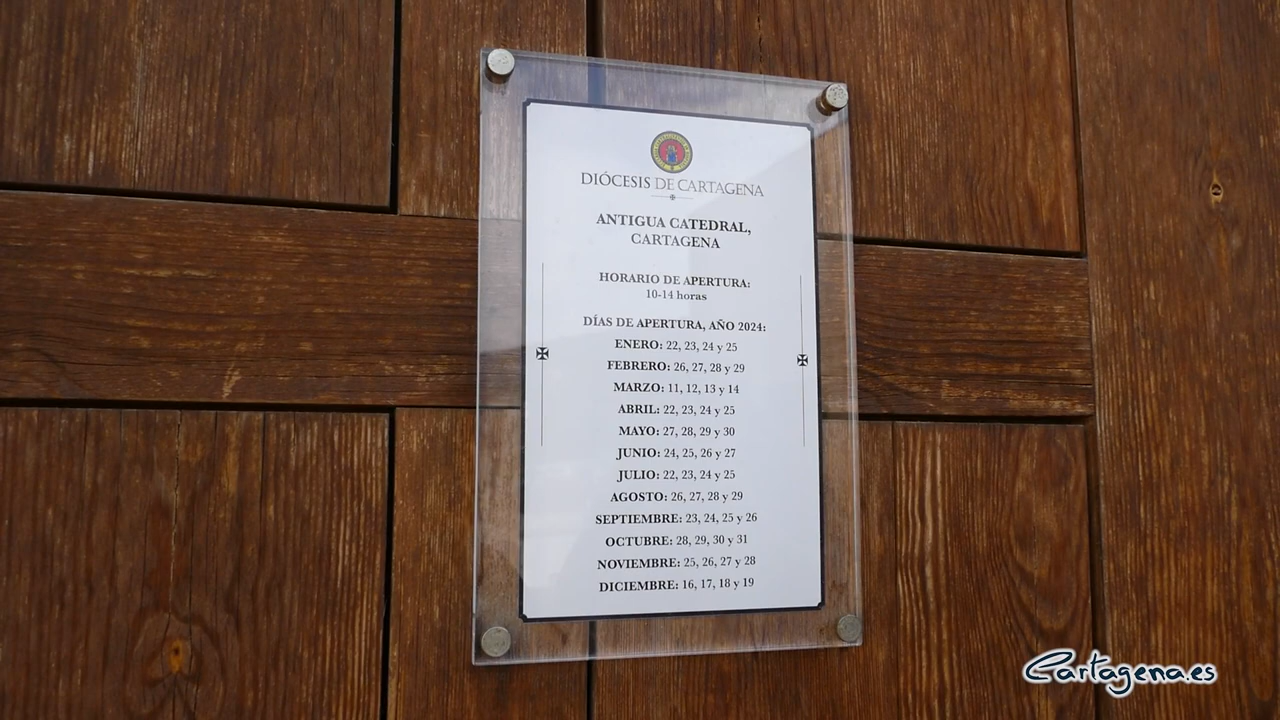 DIÓCESIS DE CARTAGENA
ANTIGUA CATEDRAL,
CARTAGENA
HORARIO DE APERTURA:
10-14 horas
DÍAS DE APERTURA, AÑO 2024:
ENERO: 22, 23, 24 y 25
FEBRERO: 26, 27, 28 y 29
MARZO: 11, 12, 13 y 14
ABRIL: 22, 23, 24 y 25
MAYO: 27, 28, 29 y 30
JUNIO: 24, 25, 26 y 27
JULIO: 22, 23, 24 y 25
AGOSTO: 26, 27, 28 y 29
SEPTIEMBRE: 23, 24, 25 y 26
OCTUBRE: 28, 29, 30 y 31
NOVIEMBRE: 25, 26, 27 y 28
DICIEMBRE: 16, 17, 18 y 19
Cartagena.es